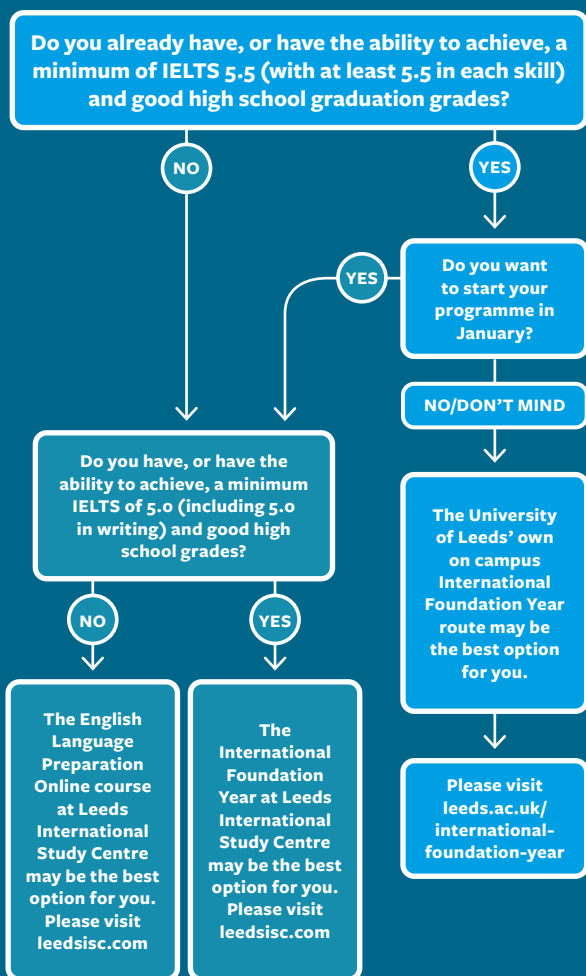 Do you already have, or have the ability to achieve, a
minimum of IELTS 5.5 (with at least 5.5 in each skill)
and good high school graduation grades?
NO
YES
Do you want
to start your
programme in
January?
YES
NO/DON'T MIND
Do you have, or have the
ability to achieve, a minimum
IELTS of 5.0 (including 5.0
in writing) and good high
school grades?
The University
of Leeds' own
on campus
International
Foundation Year
route may be
the best option
for you.
NO
YES
The English
Language
Preparation
Online course
at Leeds
International
Study Centre
may be the best
option for you.
Please visit
leedsisc.com
The
International
Foundation
Year at Leeds
International
Study Centre
may be the best
option for you.
Please visit
leedsisc.com
Please visit
leeds.ac.uk/
international-
foundation-year